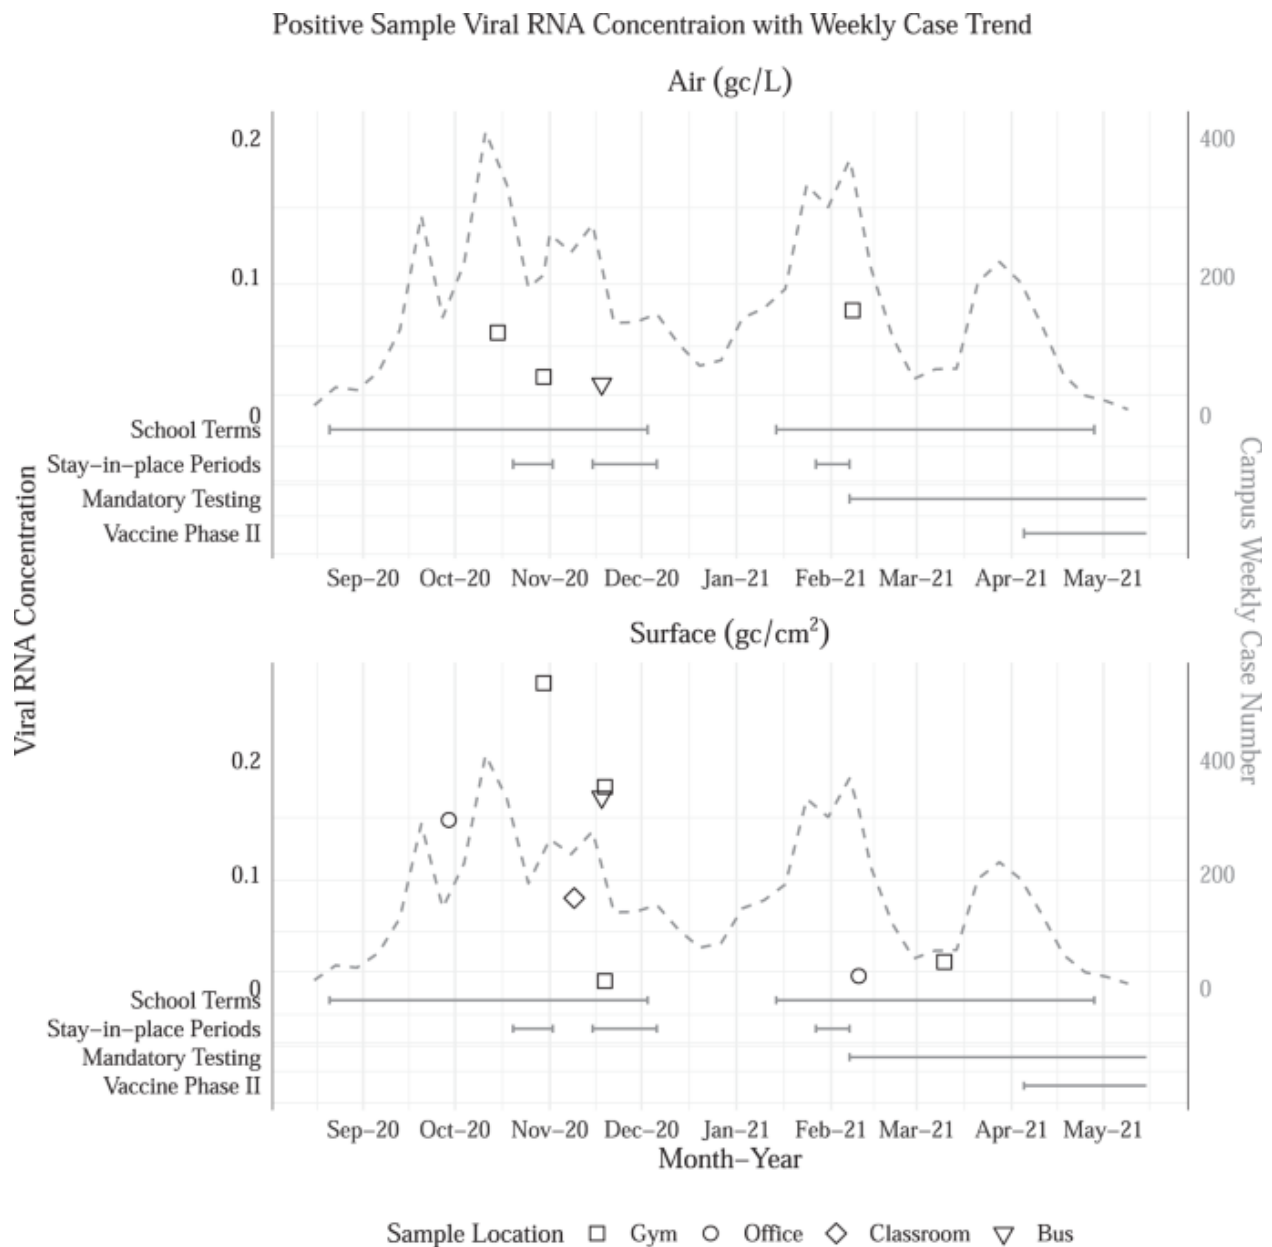 Positive Sample Viral RNA Concentraion with Weekly Case Trend
Air (gc/L)
0.2
0.1
0
400
200
0
School Terms
Stay-in-place Periods
Mandatory Testing
Vaccine Phase II
Sep-20 Oct-20 Nov-20 Dec-20 Jan-21 Feb-21 Mar-21 Apr-21 May-21
Viral RNA Concentration
Campus Weekly Case Number
Surface (gc/cm²)
0.2
0.1
0
400
200
0
School Terms
Stay-in-place Periods
Mandatory Testing
Vaccine Phase II
Sep-20 Oct-20 Nov-20 Dec-20 Jan-21 Feb-21 Mar-21 Apr-21 May-21
Month-Year
Sample Location Gym Office Classroom Bus